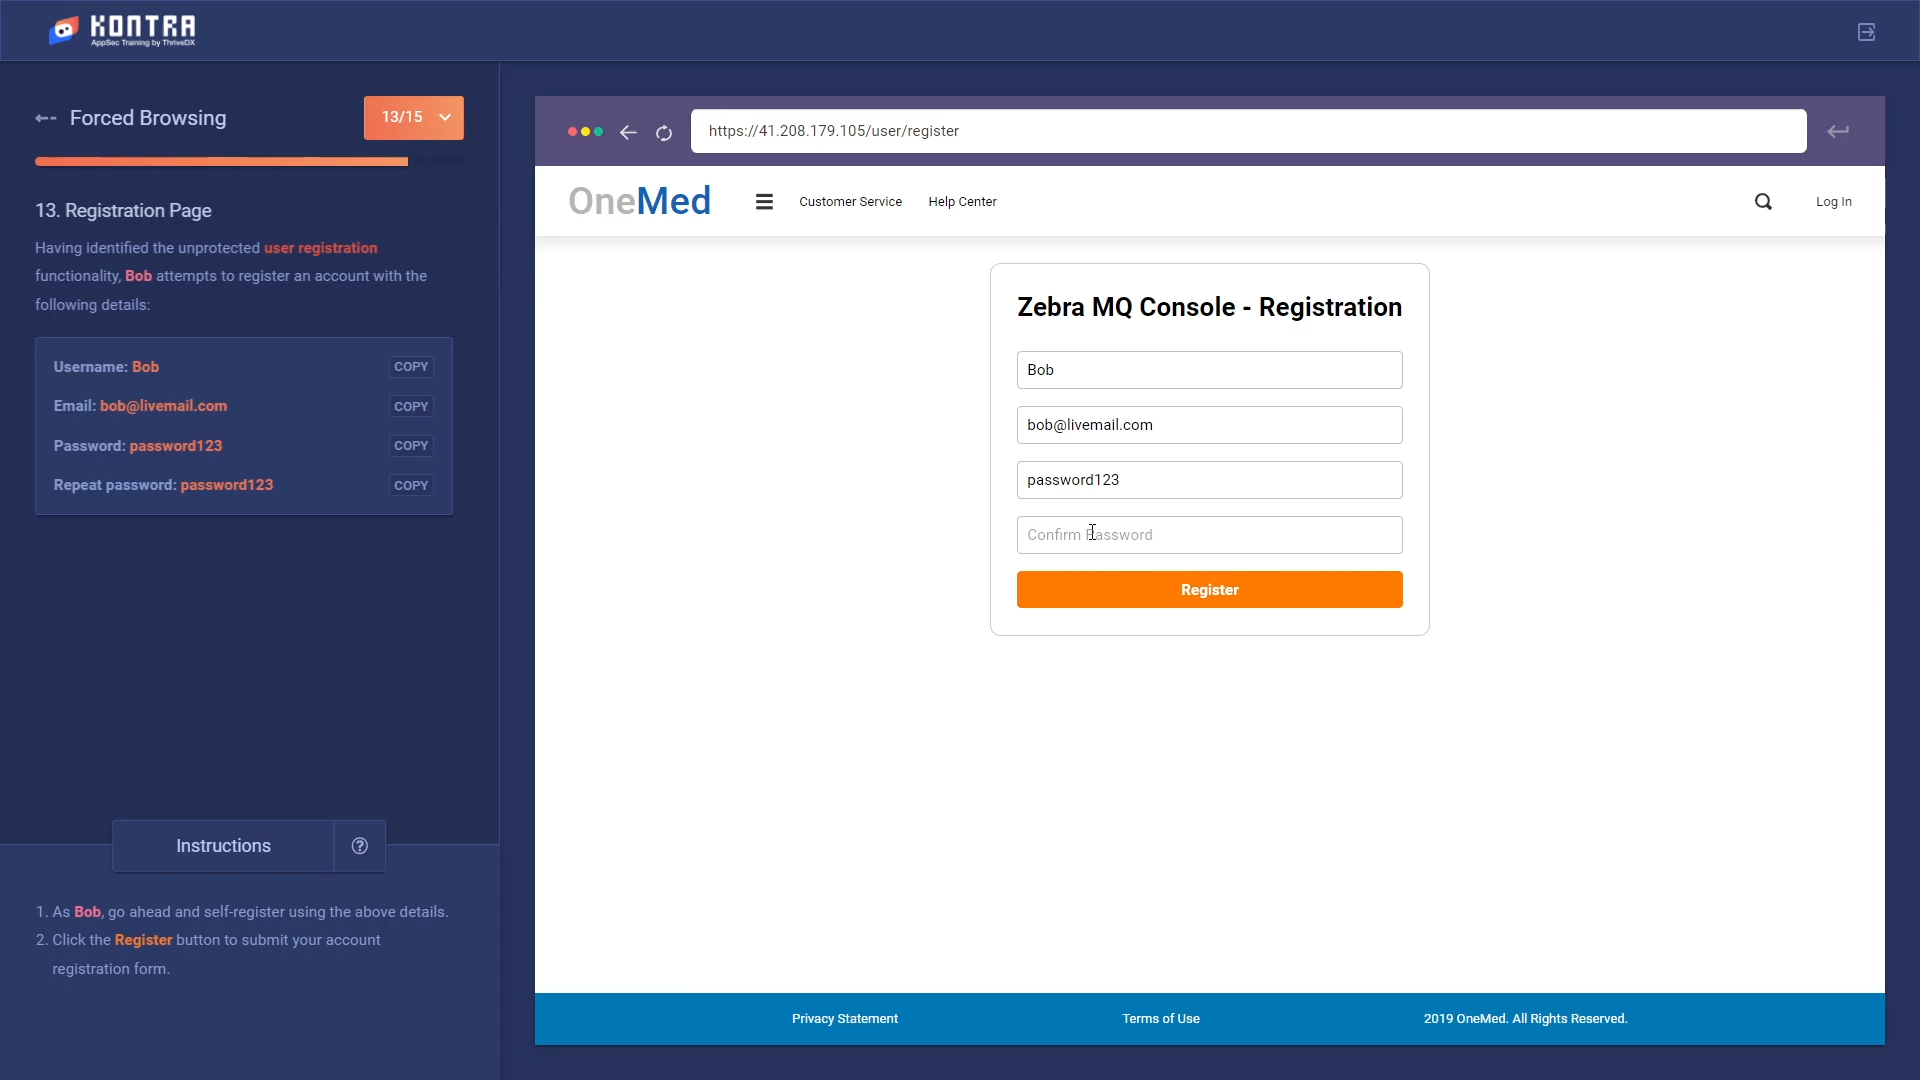 KONTRA
AppSec Training by ThriveDX
Forced Browsing
13/15
13. Registration Page
Having identified the unprotected user registration
functionality, Bob attempts to register an account with the
following details:
Username: Bob
COPY
Email: bob@livemail.com
COPY
Password: password123
COPY
Repeat password: password123
COPY
Instructions
1. As Bob, go ahead and self-register using the above details.
2. Click the Register button to submit your account
registration form.
https://41.208.179.105/user/register
OneMed
Customer Service
Help Center
Log In
Zebra MQ Console - Registration
Bob
bob@livemail.com
password123
Confirm Password
Register
Privacy Statement
Terms of Use
2019 OneMed. All Rights Reserved.